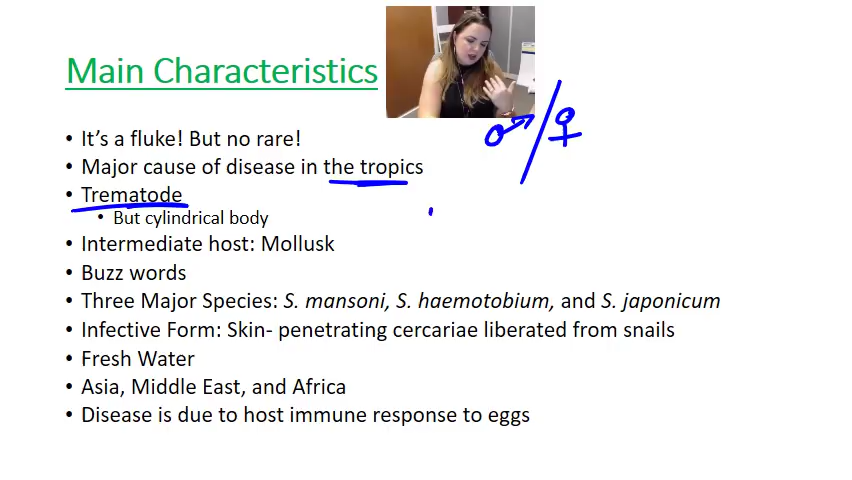 Main Characteristics
• It's a fluke! But no rare!
• Major cause of disease in the tropics
• Trematode
• But cylindrical body
• Intermediate host: Mollusk
• Buzz words
• Three Major Species: S. mansoni, S. haemotobium, and S. japonicum
• Infective Form: Skin- penetrating cercariae liberated from snails
• Fresh Water
• Asia, Middle East, and Africa
• Disease is due to host immune response to eggs
♂/♀